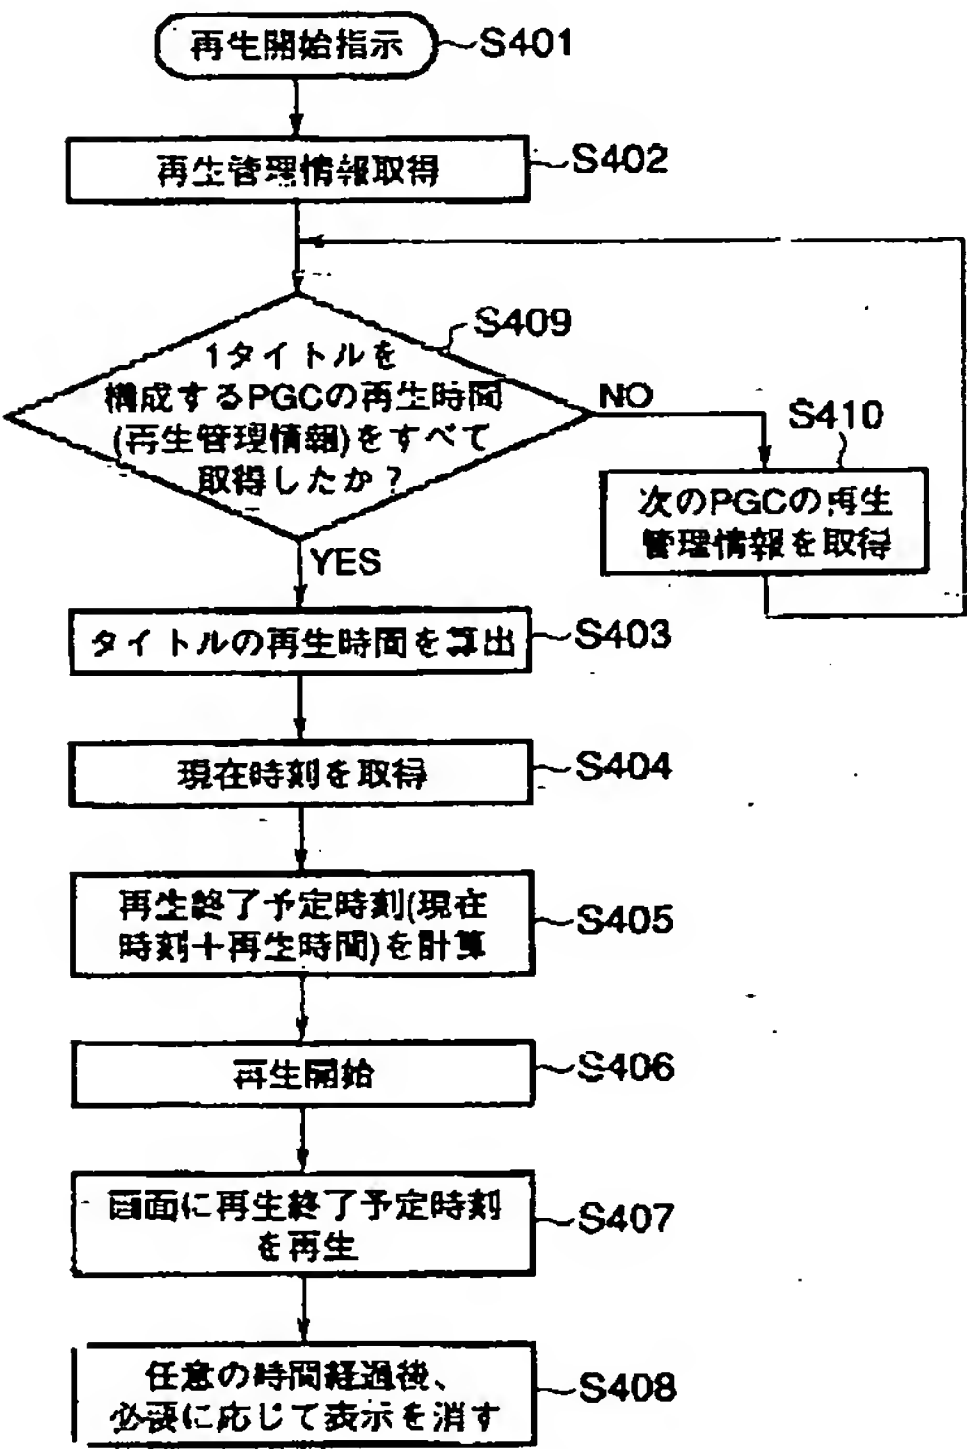 再生開始指示
S401
再生管理情報取得
S402
S409
1タイトルを
構成するPGCの再生時間
(再生管理情報)をすべて
取得したか?
NO
S410
次のPGCの再生
管理情報を取得
YES
タイトルの再生時間を算出
S403
現在時刻を取得
S404
再生終了予定時刻(現在
時刻+再生時間)を計算
S405
再生開始
S406
画面に再生終了予定時刻
を再生
S407
任意の時間経過後、
必要に応じて表示を消す
S408